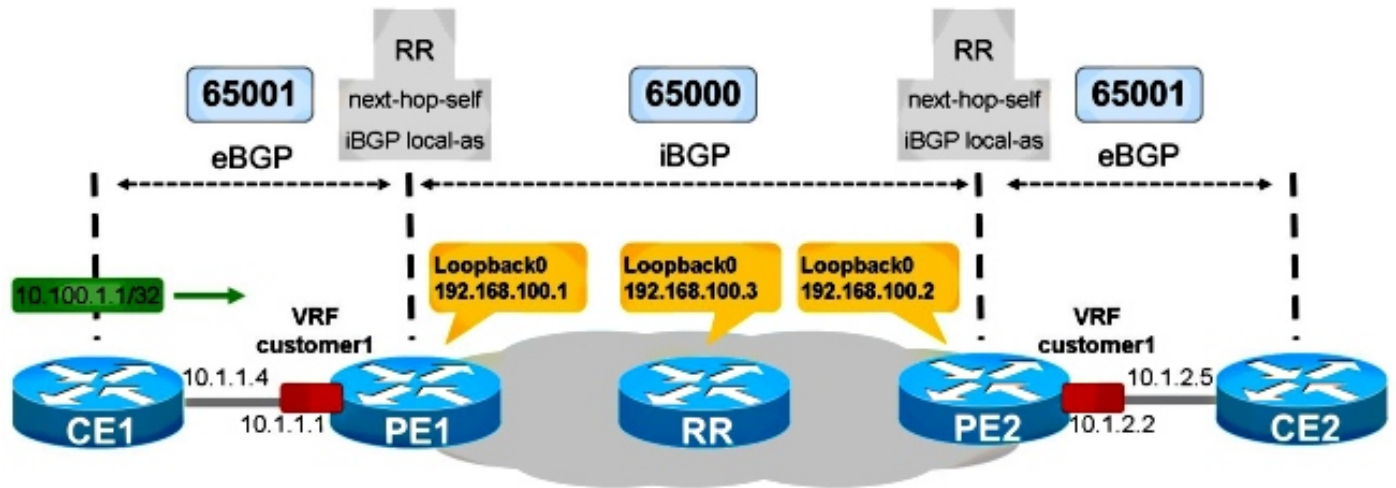 RR
RR
65001
next-hop-self
iBGP local-as
65000
next-hop-self
iBGP local-as
65001
eBGP
iBGP
eBGP
Loopback0
192.168.100.1
Loopback0
192.168.100.3
Loopback0
192.168.100.2
10.100.1.1/32
VRF
customer1
VRF
customer1
10.1.1.4
10.1.1.1
10.1.2.5
10.1.2.2
CE1
PE1
RR
PE2
CE2